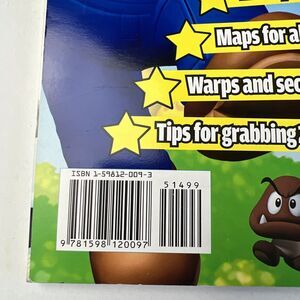 Maps for al
Warps and sec
Tips for grabbing
ISBN 1-59812-009-3
51499
9 781598 120097